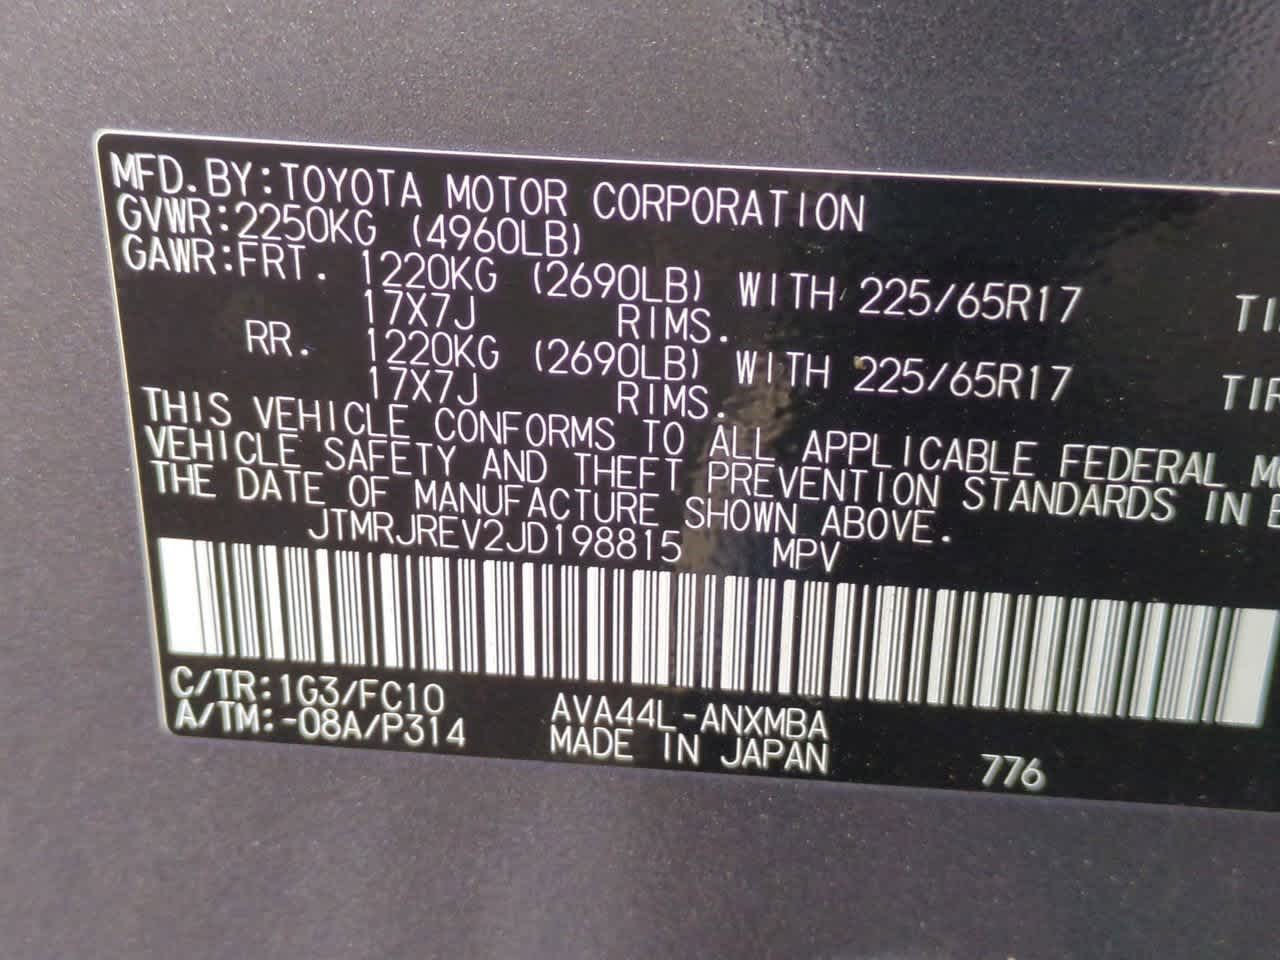 MFD.BY:TOYOTA MOTOR CORPORATION
GVWR:2250KG (4960LB)
GAWR:FRT. 1220KG (2690LB) WITH 225/65R17
17X7J RIMS.
RR. 1220KG (2690LB) WITH 225/65R17
17X7J RIMS.
THIS VEHICLE CONFORMS TO ALL APPLICABLE FEDERAL
VEHICLE SAFETY AND THEFT PREVENTION STANDARDS IN
THE DATE OF MANUFACTURE SHOWN ABOVE.
JTMRJREV2JD198815 MPV
C/TR:1G3/FC10 AVA44L-ANXMBA
A/TM:-08A/P314 MADE IN JAPAN 776